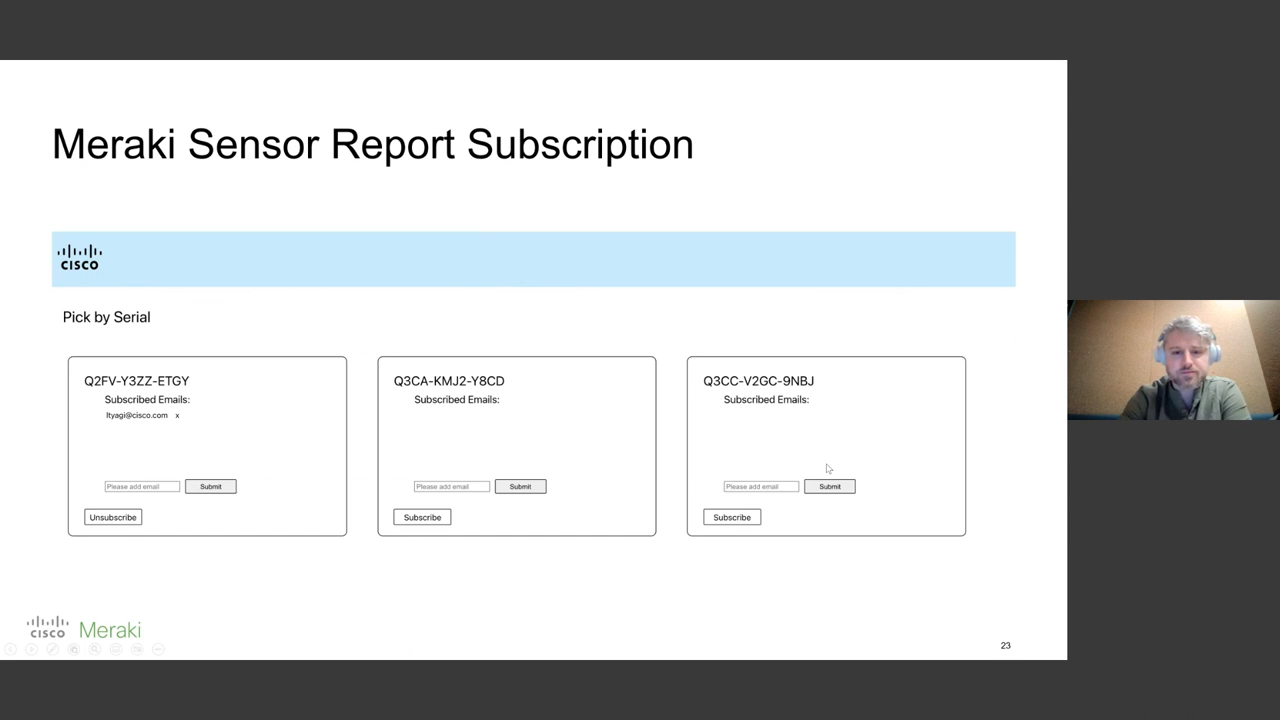 Meraki Sensor Report Subscription
CISCO
Pick by Serial
Q2FV-Y3ZZ-ETGY
Subscribed Emails:
ltyagi@cisco.com x
Please add email Submit
Unsubscribe
Q3CA-KMJ2-Y8CD
Subscribed Emails:
Please add email Submit
Subscribe
Q3CC-V2GC-9NBJ
Subscribed Emails:
Please add email Submit
Subscribe
CISCO Meraki
23